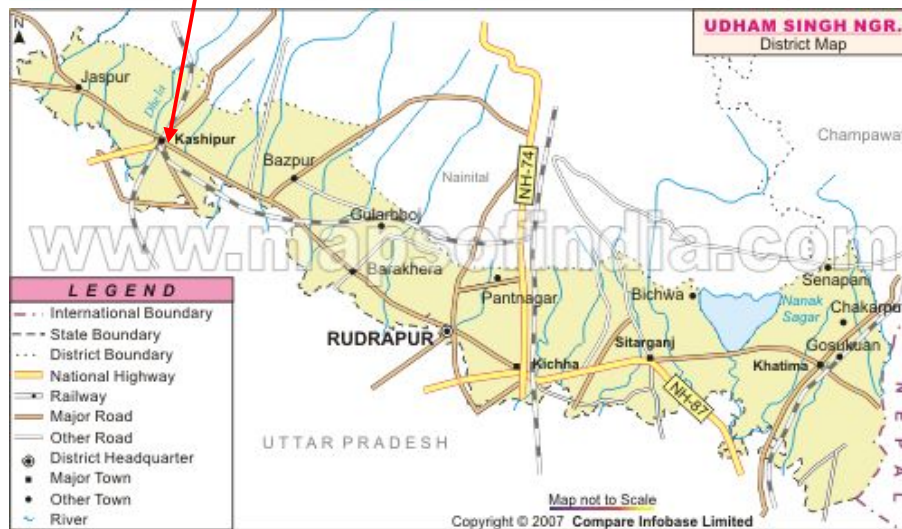 N
UDHAM SINGH NGR.
District Map
Jaspur
Dhela
Kashipur
Champawat
Bazpur
Nainital
NH-74
Gularbhoj
www.mapsofindia.com
Barakhera
Pantnagar
Bichwa
Senapani
Nanak
Sagar
Chakarpur
RUDRAPUR
Kichha
Sitarganj
Gosukuan
Khatima
NH-87
NEPAL
UTTAR PRADESH
LEGEND
International Boundary
State Boundary
District Boundary
National Highway
Railway
Major Road
Other Road
District Headquarter
Major Town
Other Town
River
Map not to Scale
Copyright © 2007 Compare Infobase Limited